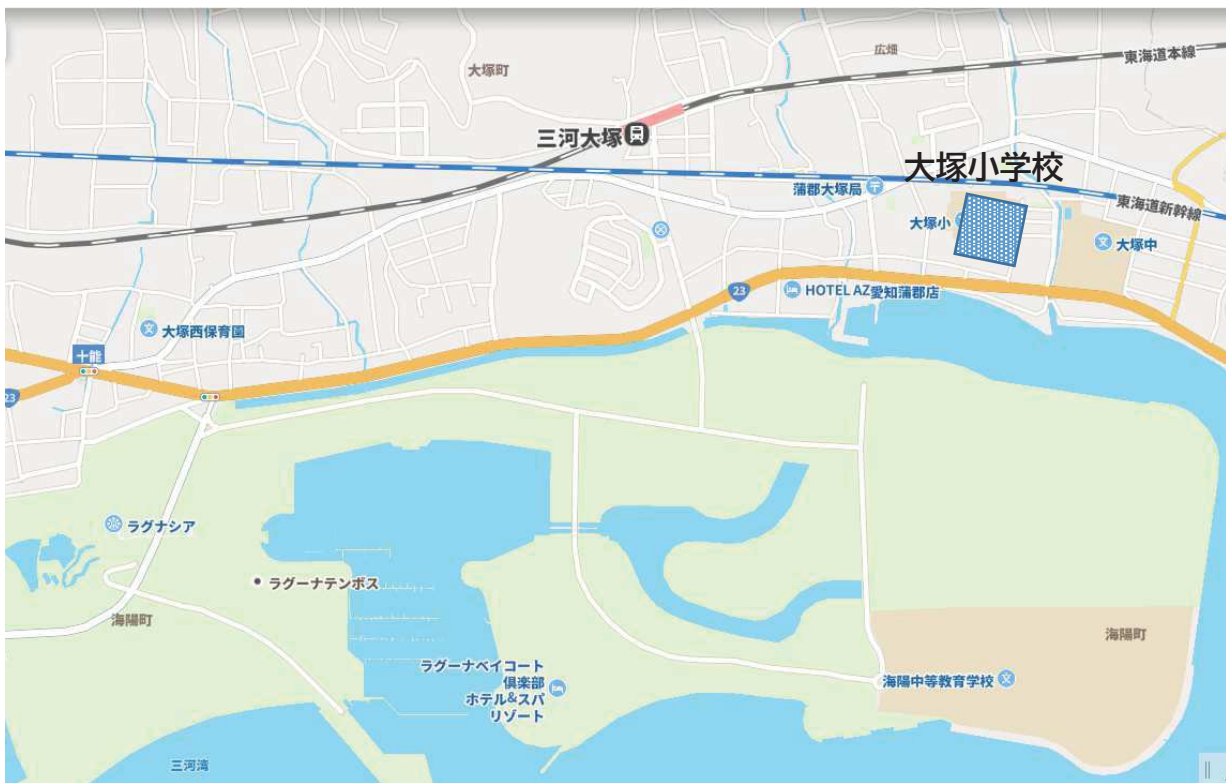 広畑
東海道本線
大塚町
三河大塚
大塚小学校
蒲郡大塚局
東海道新幹線
大塚小
大塚中
23
HOTEL AZ愛知蒲郡店
大塚西保育園
十能
23
ラグナシア
ラグーナテンボス
海陽町
海陽町
ラグーナベイコート
倶楽部
ホテル&スパ
リゾート
海陽中等教育学校
三河湾